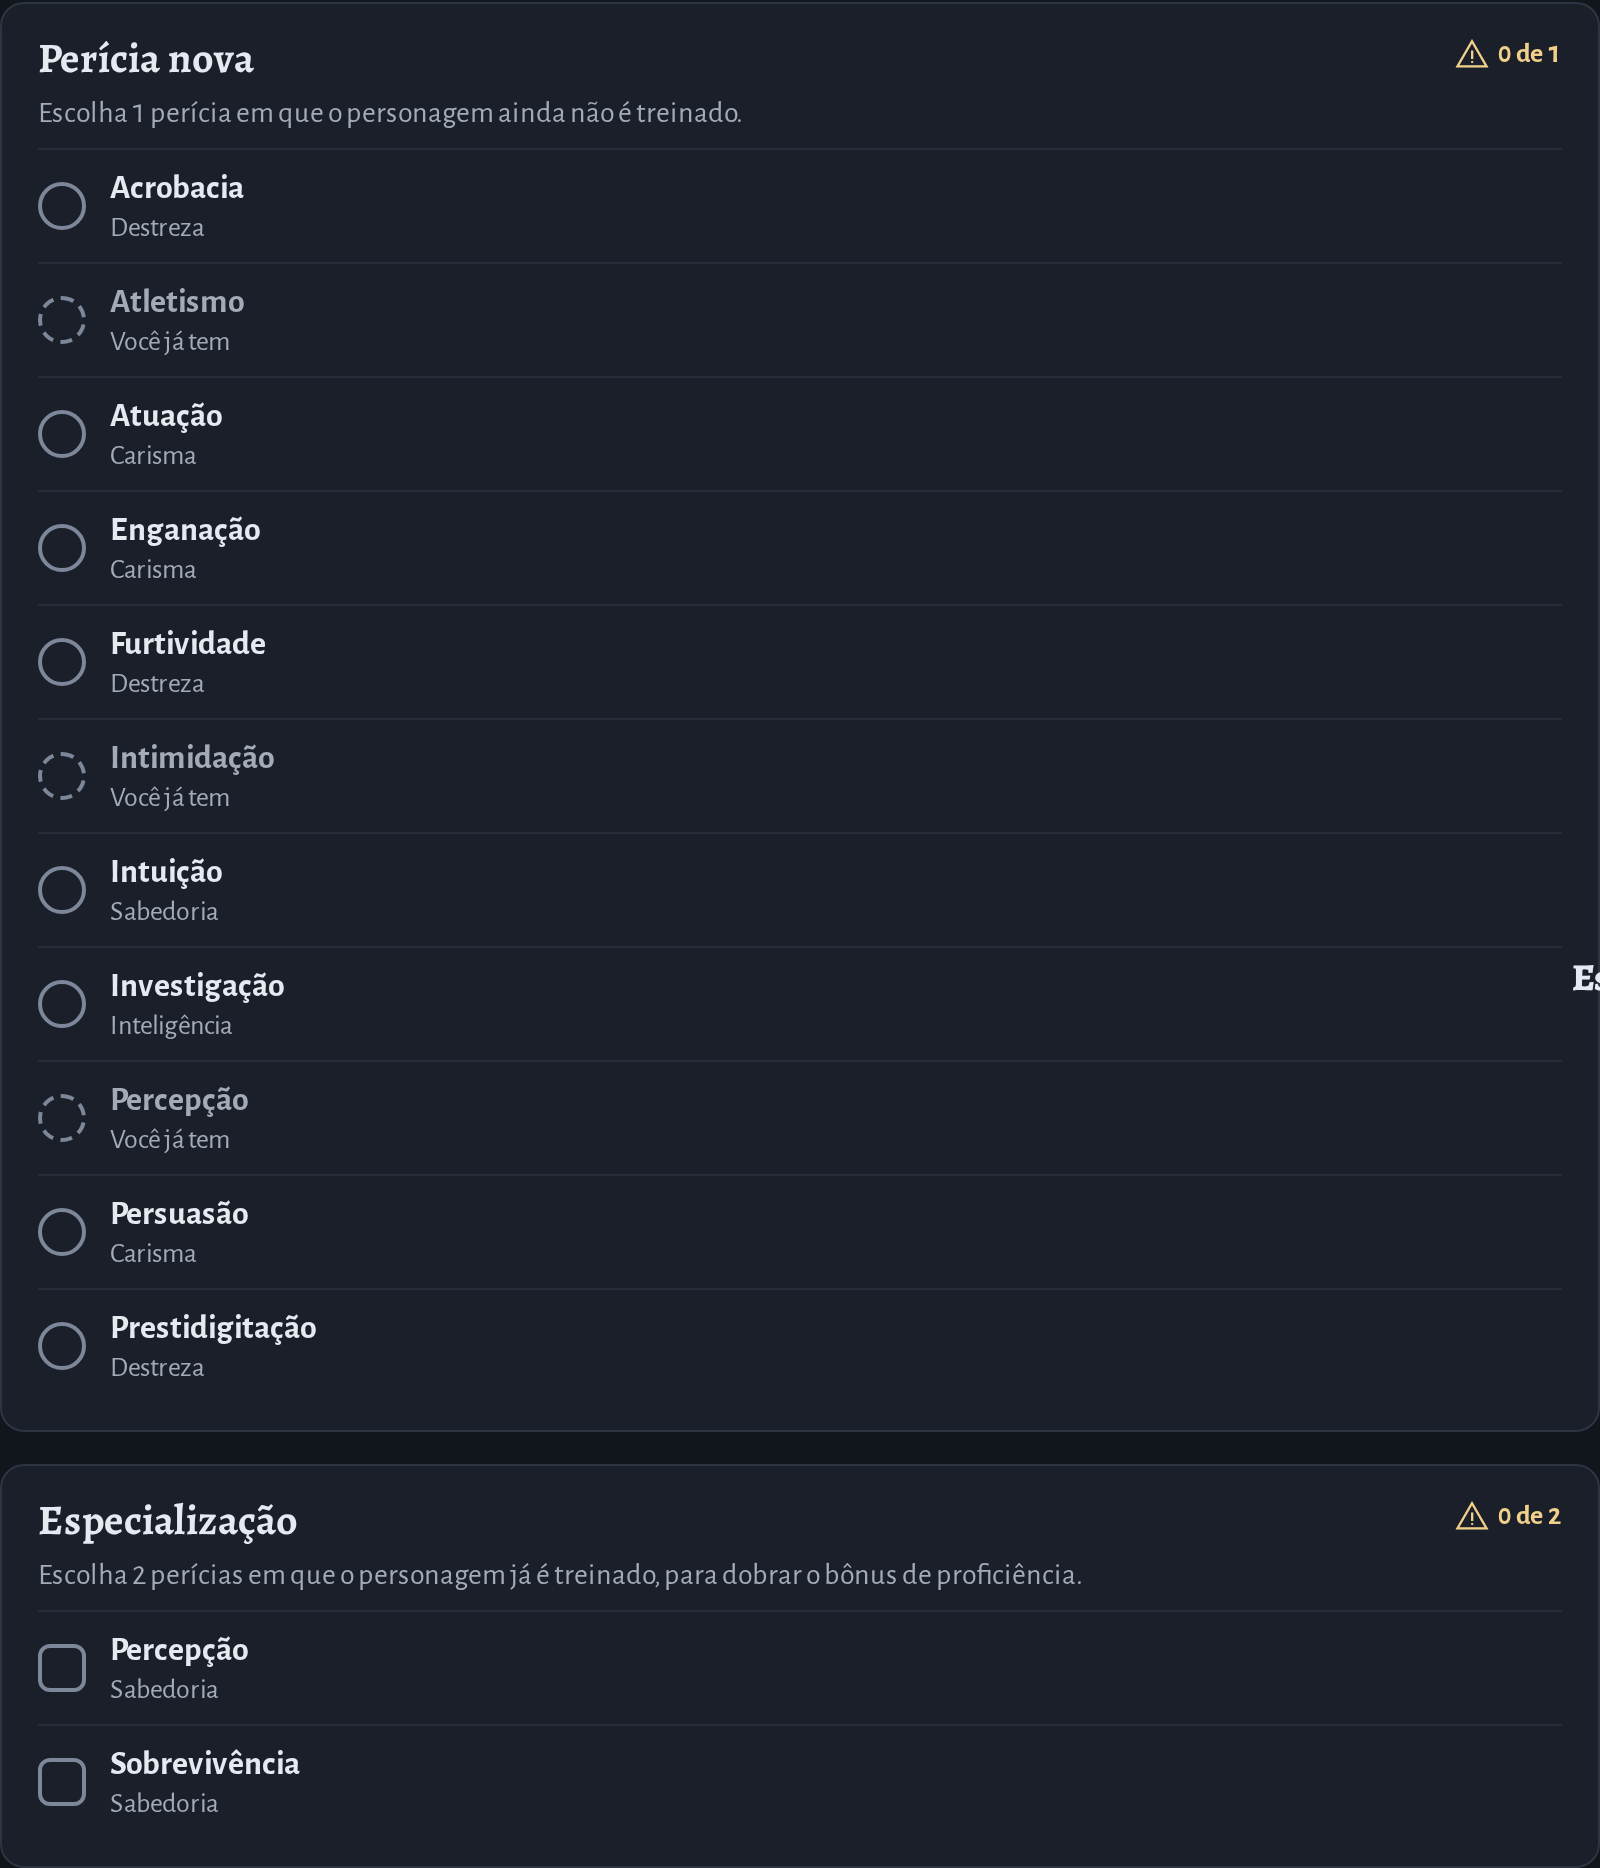 Perícia nova
0 de 1
Escolha 1 perícia em que o personagem ainda não é treinado.
Acrobacia
Destreza
Atletismo
Você já tem
Atuação
Carisma
Enganação
Carisma
Furtividade
Destreza
Intimidação
Você já tem
Intuição
Sabedoria
Investigação
Inteligência
Percepção
Você já tem
Persuasão
Carisma
Prestidigitação
Destreza
Especialização
0 de 2
Escolha 2 perícias em que o personagem já é treinado, para dobrar o bônus de proficiência.
Percepção
Sabedoria
Sobrevivência
Sabedoria